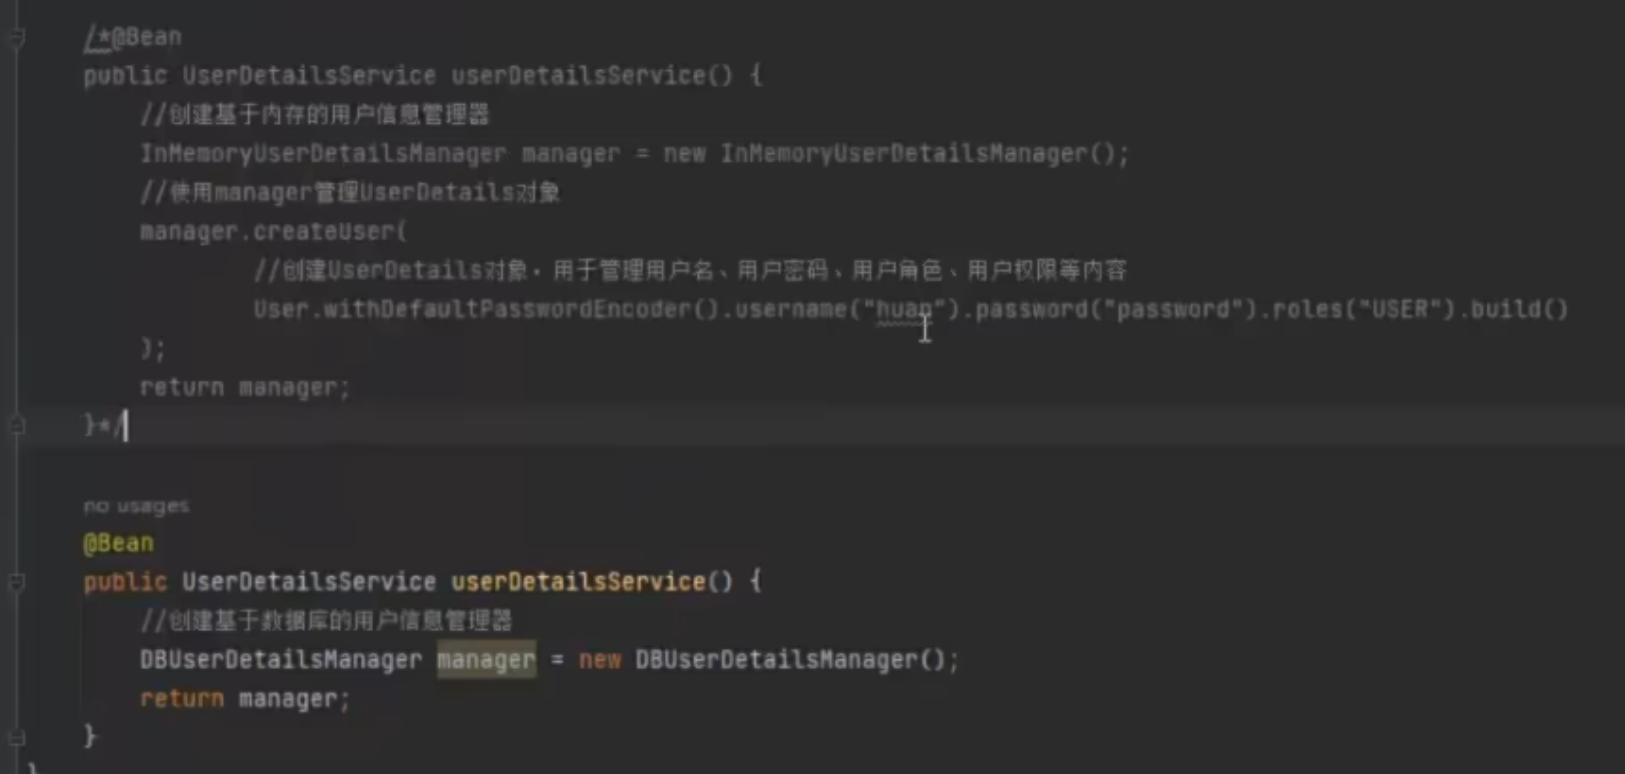 /*@Bean
public UserDetailsService userDetailsService() {
//创建基于内存的用户信息管理器
InMemoryUserDetailsManager manager = new InMemoryUserDetailsManager();
//使用manager管理UserDetails对象
manager.createUser(
//创建UserDetails对象，用于管理用户名、用户密码、用户角色、用户权限等内容
User.withDefaultPasswordEncoder().username("huan").password("password").roles("USER").build()
);
return manager;
}*/
no usages
@Bean
public UserDetailsService userDetailsService() {
//创建基于数据库的用户信息管理器
DBUserDetailsManager manager = new DBUserDetailsManager();
return manager;
}
}